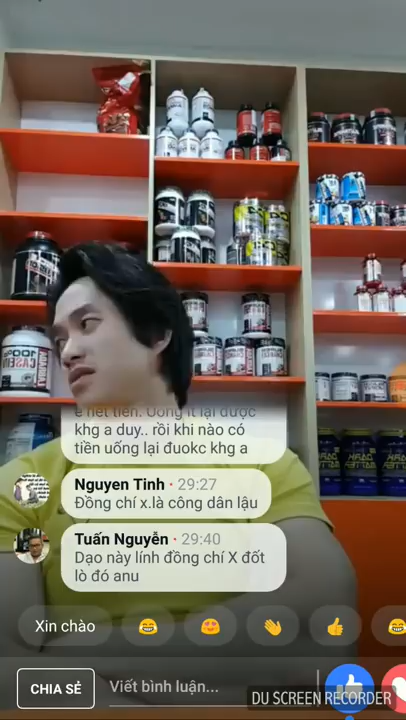 100%
CASEIN
e hết tiền. Uống ít lại được
khg a duy.. rồi khi nào có
tiền uống lại đuokc khg a
Nguyen Tinh · 29:27
Đồng chí x.là công dân lậu
Tuấn Nguyễn · 29:40
Dạo này lính đồng chí X đốt
lò đó anu
Xin chào
CHIA SẺ
Viết bình luận...
DU SCREEN RECORDER